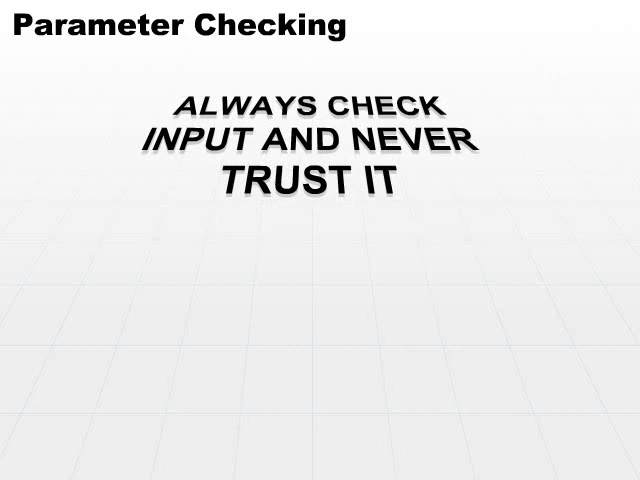 Parameter Checking
ALWAYS CHECK
INPUT AND NEVER
TRUST IT